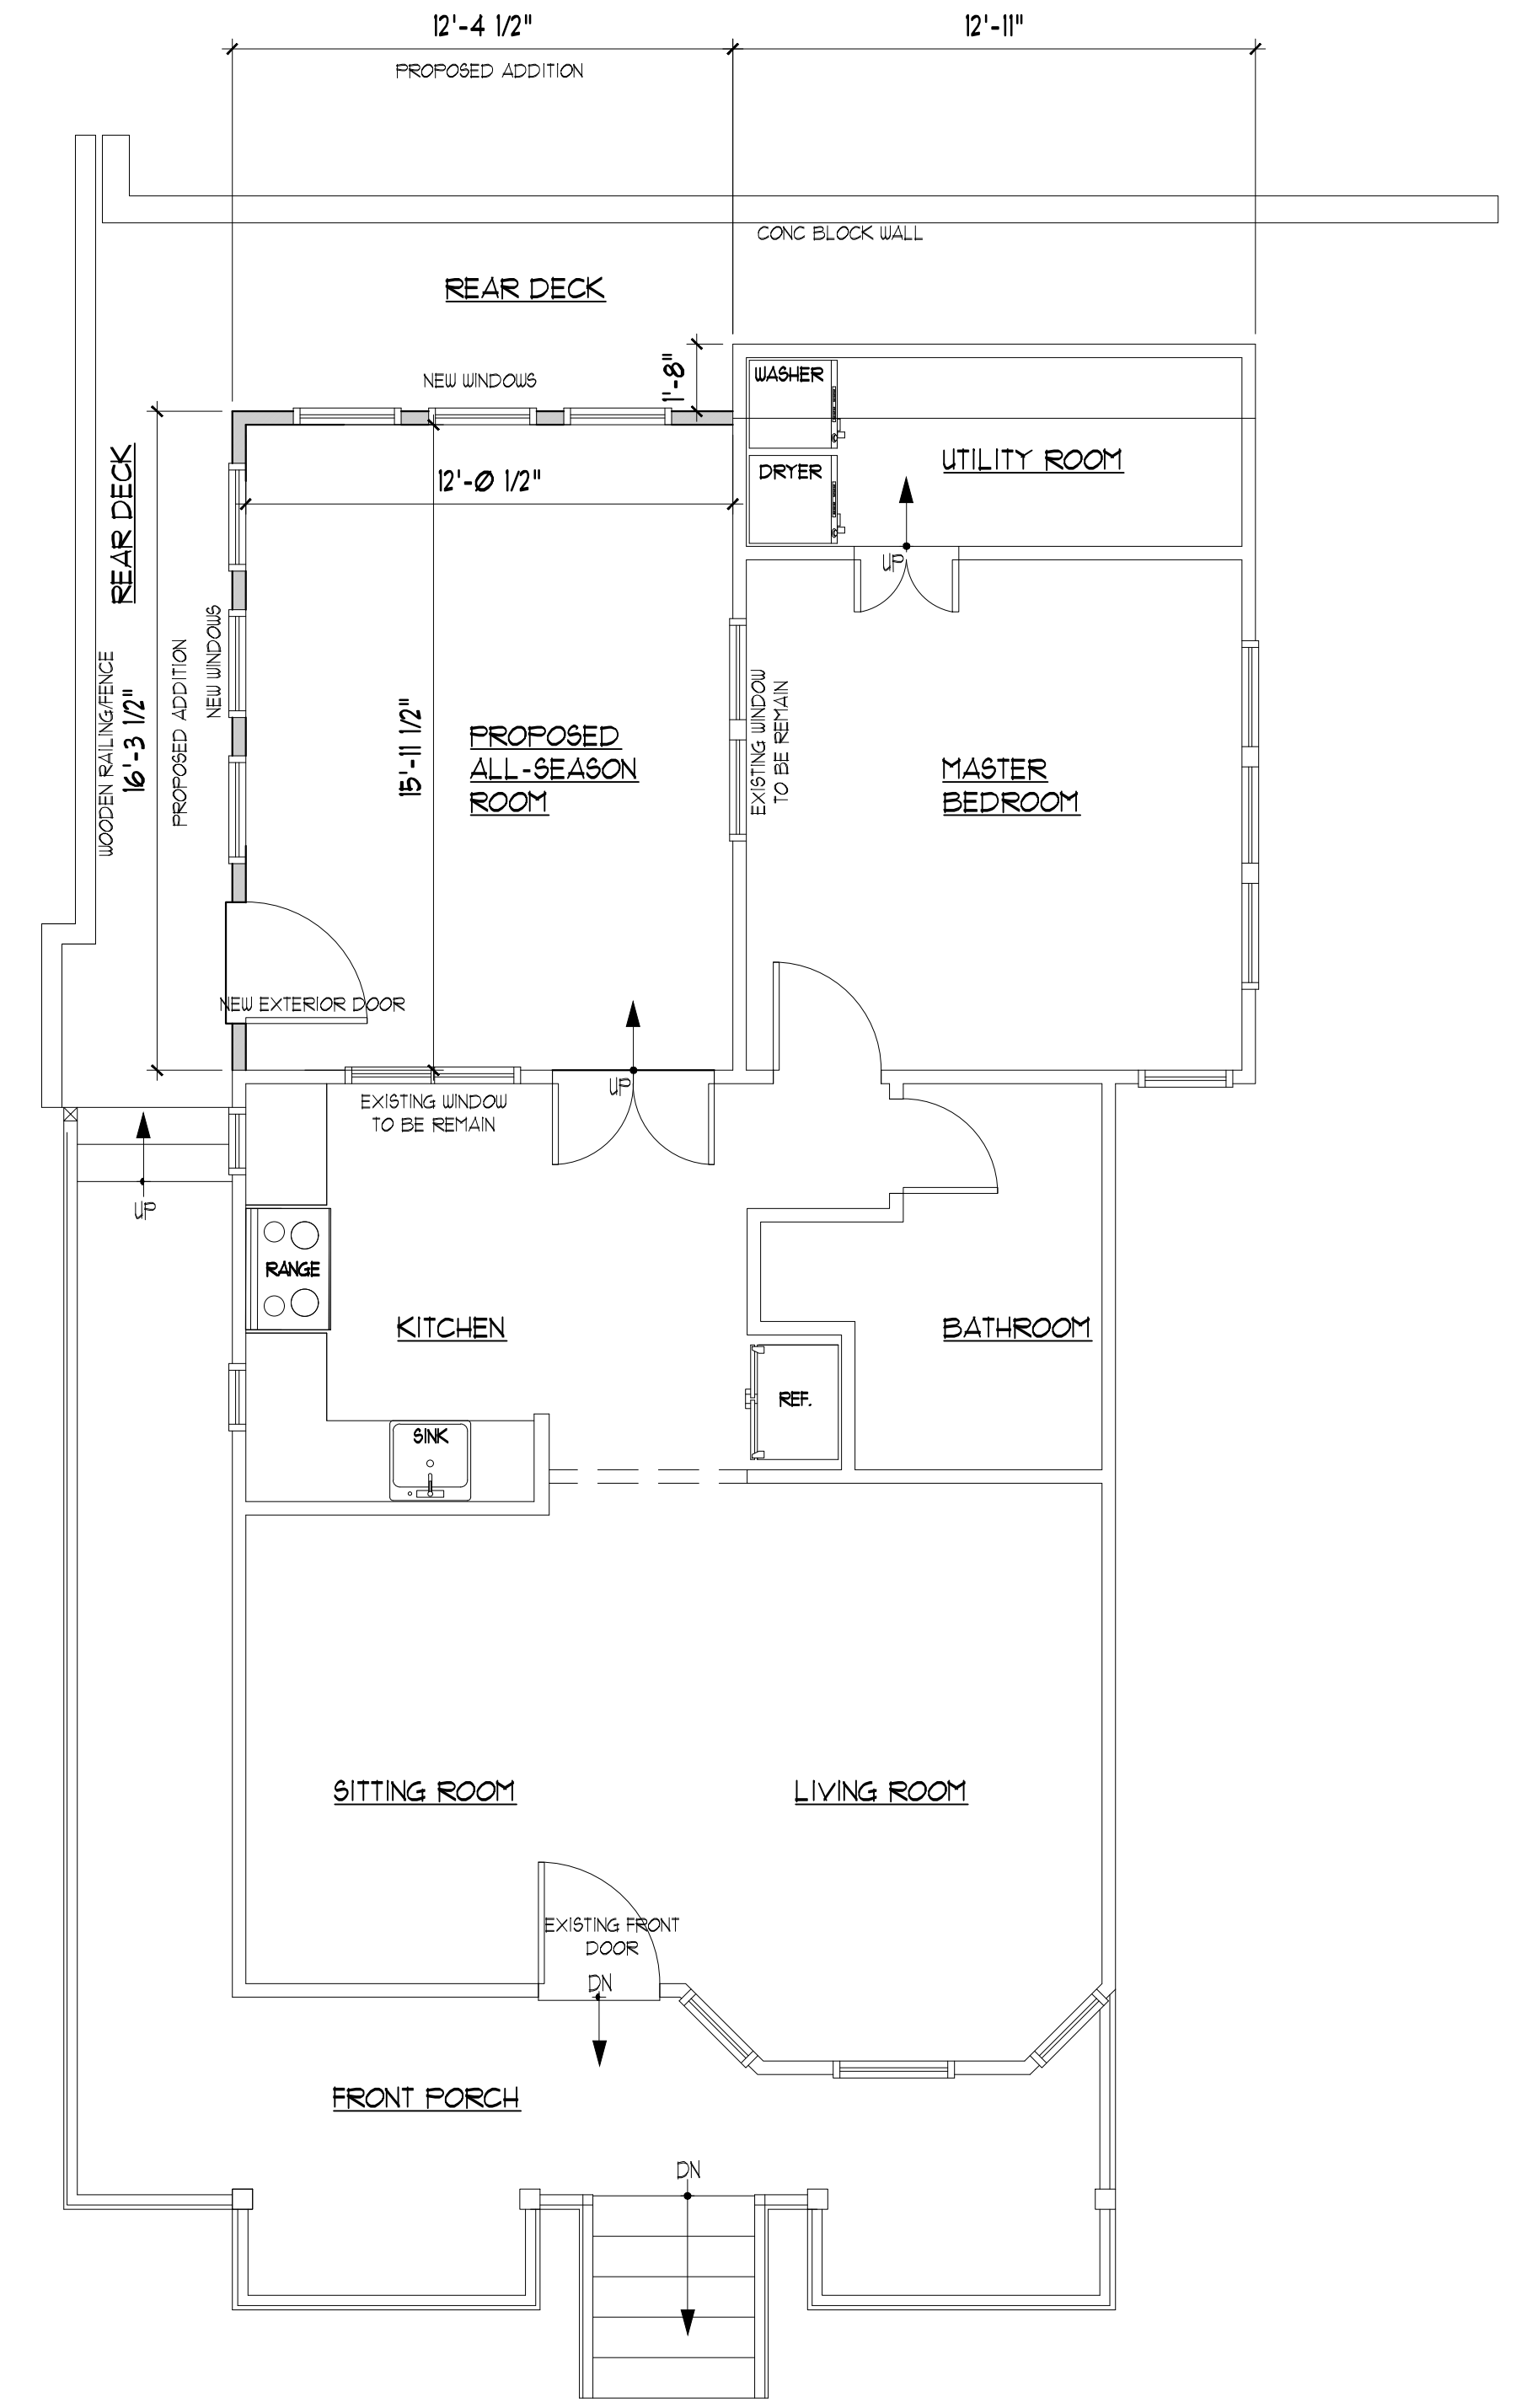 12'-4 1/2"
12'-11"
PROPOSED ADDITION
CONC BLOCK WALL
REAR DECK
NEW WINDOWS
1'-8"
WASHER
UTILITY ROOM
DRYER
12'-Ø 1/2"
REAR DECK
UP
WOODEN RAILING/FENCE
16'-3 1/2"
PROPOSED ADDITION
NEW WINDOWS
15'-11 1/2"
PROPOSED
ALL-SEASON
ROOM
EXISTING WINDOW
TO BE REMAIN
MASTER
BEDROOM
NEW EXTERIOR DOOR
UP
EXISTING WINDOW
TO BE REMAIN
UP
RANGE
KITCHEN
BATHROOM
REF.
SINK
SITTING ROOM
LIVING ROOM
EXISTING FRONT
DOOR
DN
FRONT PORCH
DN